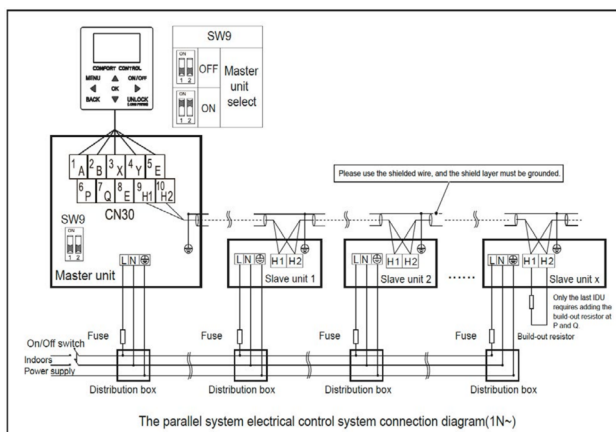 SW9
ON
1 2
OFF
ON
1 2
ON
Master unit select
COMFORT CONTROL
MENU
ON/OFF
OK
BACK
UNLOCK
1 A
2 B
3 X
4 Y
5 E
6 P
7 Q
8 E
9 H1
10 H2
CN30
SW9
ON
1 2
Master unit
L N
Please use the shielded wire, and the shield layer must be grounded.
L N
H1 H2
Slave unit 1
L N
H1 H2
Slave unit 2
......
L N
H1 H2
Slave unit x
Only the last IDU
requires adding the
build-out resistor at
P and Q
Build-out resistor
Fuse
Fuse
Fuse
Fuse
On/Off switch
Indoors
Power supply
Distribution box
Distribution box
Distribution box
Distribution box
The parallel system electrical control system connection diagram(1N~)